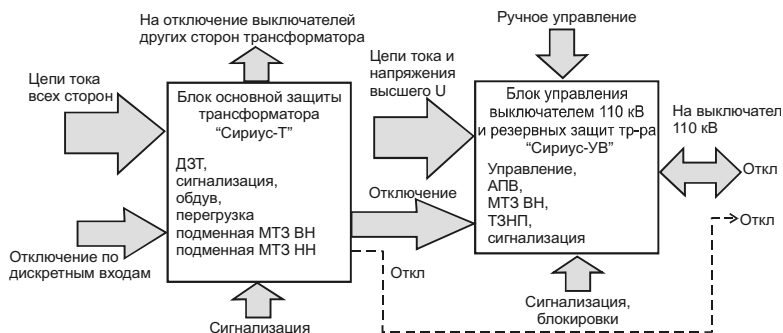 На отключение выключателей
других сторон трансформатора
Ручное управление
Цепи тока
всех сторон
Блок основной защиты
трансформатора
“Сириус-Т”
ДЗТ,
сигнализация,
обдув,
перегрузка
подменная МТЗ ВН
подменная МТЗ НН
Отключение по
дискретным входам
Сигнализация
Цепи тока и
напряжения
высшего U
Отключение
Откл
Блок управления
выключателем 110 кВ
и резервных защит тр-ра
“Сириус-УВ”
Управление,
АПВ,
МТЗ ВН,
ТЗНП,
сигнализация
Сигнализация,
блокировки
На выключател
110 кВ
Откл
Откл